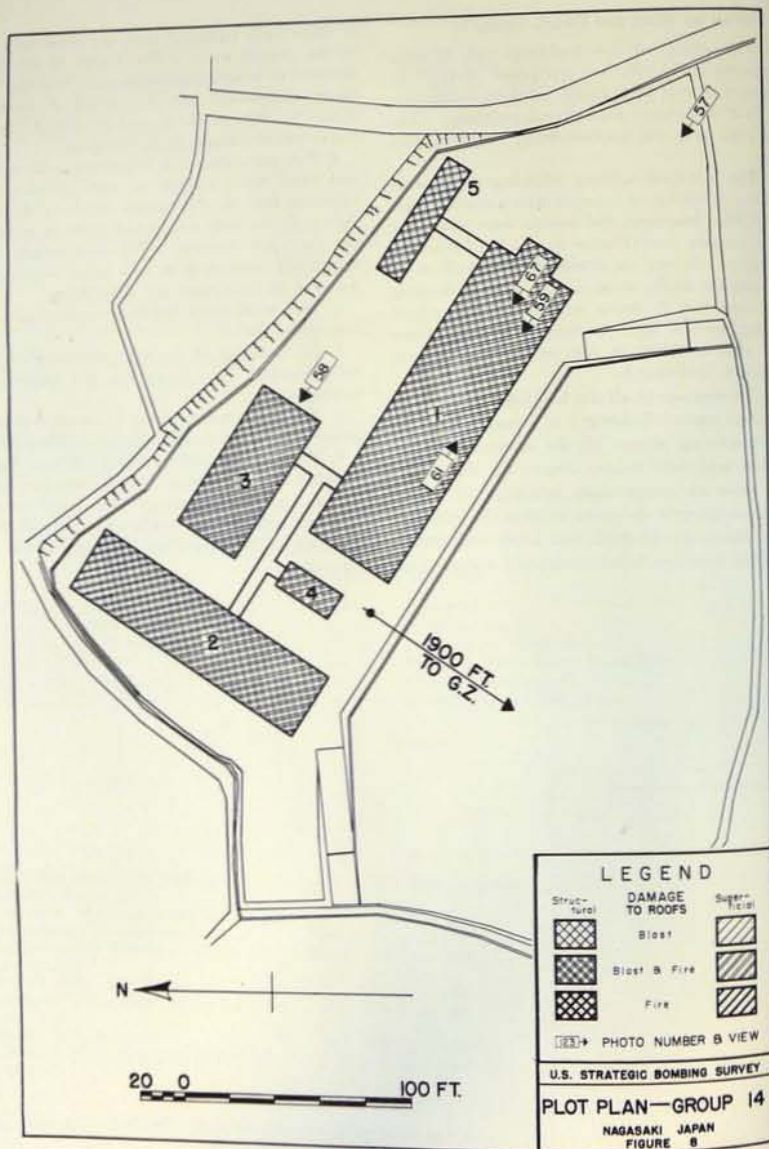 57
5
67
59
58
1
61
3
4
2
1900 FT.
TO G.Z.
N
20 0 100 FT.
LEGEND
Struc-
tural
DAMAGE
TO ROOFS
Super-
ficial
Blast
Blast & Fire
Fire
123 PHOTO NUMBER & VIEW
U.S. STRATEGIC BOMBING SURVEY
PLOT PLAN—GROUP 14
NAGASAKI JAPAN
FIGURE 8